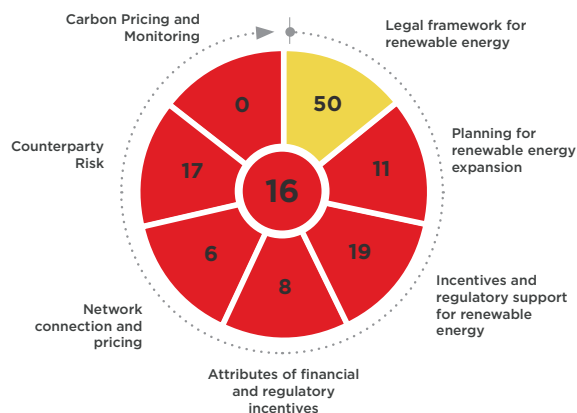 Legal framework for
renewable energy
50
Planning for
renewable energy
expansion
11
Incentives and
regulatory support
for renewable
energy
19
Attributes of financial
and regulatory
incentives
8
Network
connection and
pricing
6
Counterparty
Risk
17
Carbon Pricing and
Monitoring
0
16